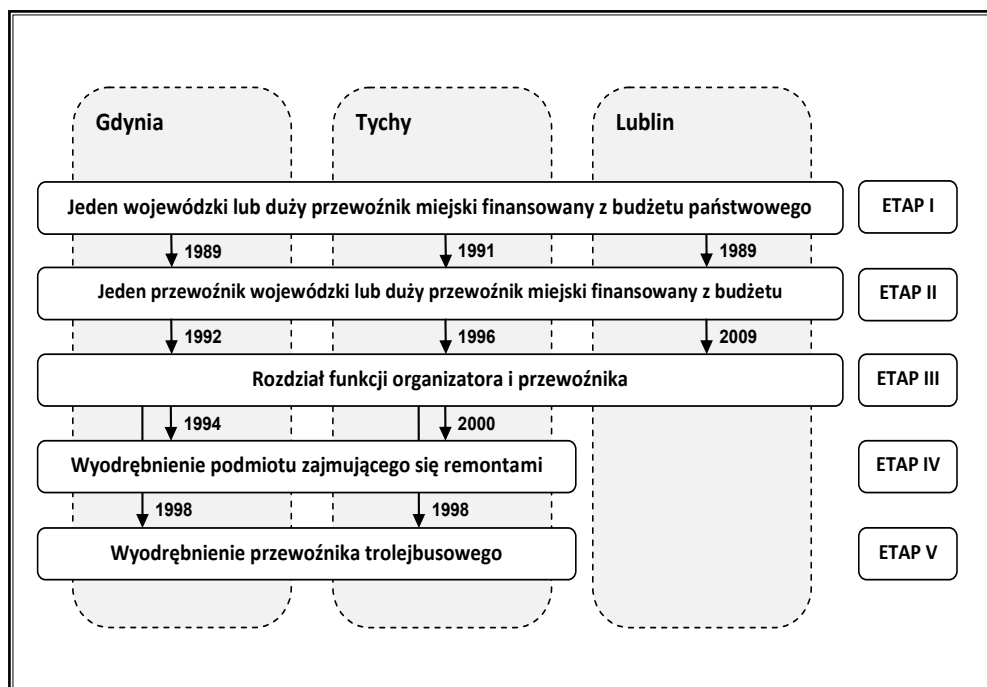 Gdynia
Tychy
Lublin
Jeden wojewódzki lub duży przewoźnik miejski finansowany z budżetu państwowego
ETAP I
1989
1991
1989
Jeden przewoźnik wojewódzki lub duży przewoźnik miejski finansowany z budżetu
ETAP II
1992
1996
2009
Rozdział funkcji organizatora i przewoźnika
ETAP III
1994
2000
Wyodrębnienie podmiotu zajmującego się remontami
ETAP IV
1998
1998
Wyodrębnienie przewoźnika trolejbusowego
ETAP V